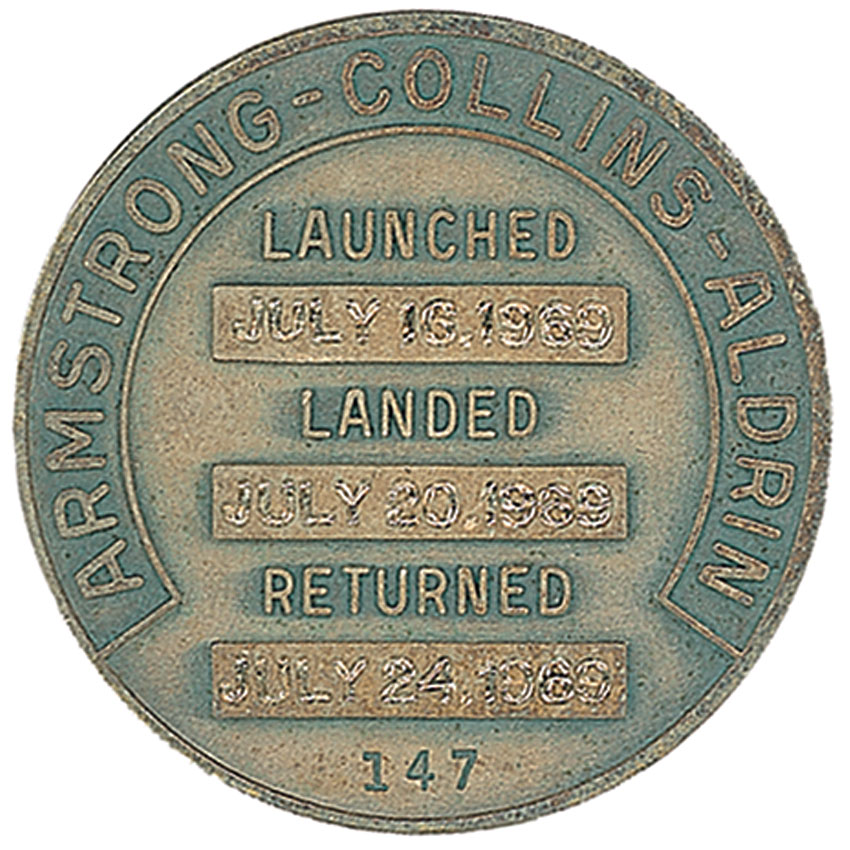 ARMSTRONG-COLLINS-ALDRIN
LAUNCHED
JULY 16,1969
LANDED
JULY 20,1969
RETURNED
JULY 24,1969
147